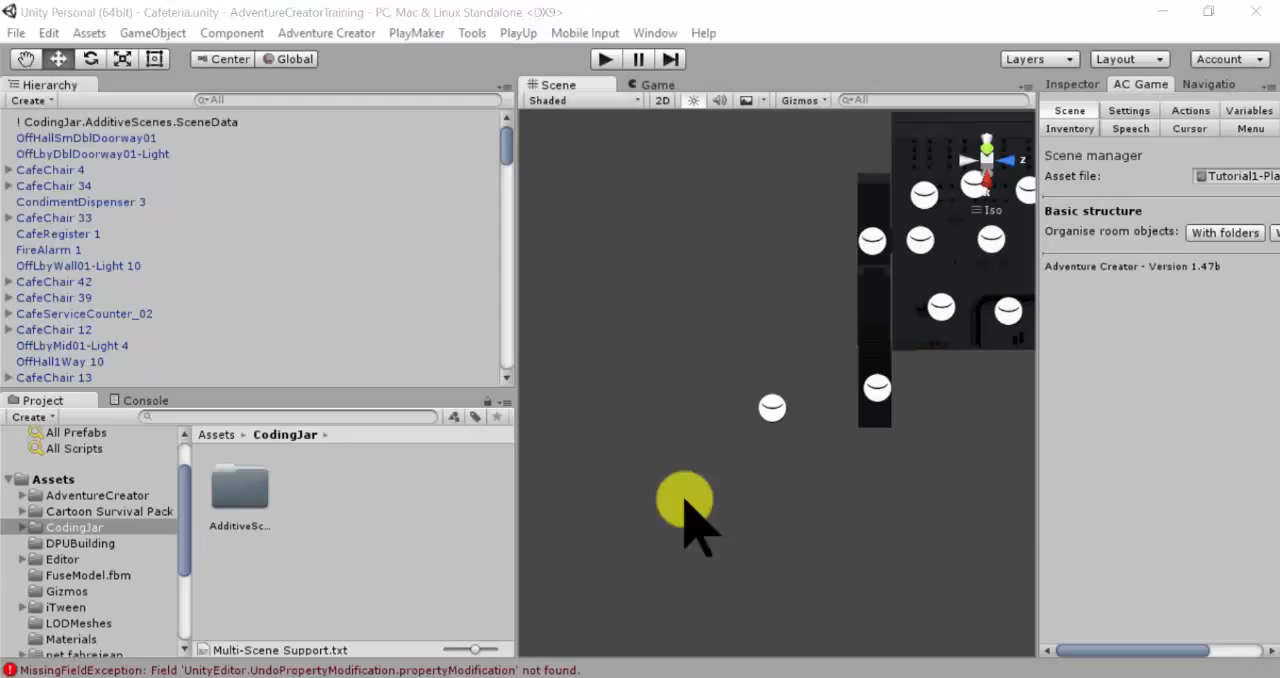 Unity Personal (64bit) - Cafeteria.unity - AdventureCreatorTraining - PC, Mac & Linux Standalone <DX9>
File Edit Assets GameObject Component Adventure Creator PlayMaker Tools PlayUp Mobile Input Window Help
Center Global Layers Layout Account
Hierarchy Scene Game Inspector AC Game Navigatio
Create All Shaded 2D Gizmos All
Scene Settings Actions Variables
Inventory Speech Cursor Menu
! CodingJar.AdditiveScenes.SceneData
OffHallSmDblDoorway01
OffLbyDblDoorway01-Light
CafeChair 4
CafeChair 34
CondimentDispenser 3
CafeChair 33
CafeRegister 1
FireAlarm 1
OffLbyWall01-Light 10
CafeChair 42
CafeChair 39
CafeServiceCounter_02
CafeChair 12
OffLbyMid01-Light 4
OffHall1Way 10
CafeChair 13
z
Iso
Scene manager
Asset file: Tutorial1-Pla
Basic structure
Organise room objects: With folders W
Adventure Creator - Version 1.47b
Project Console
Create
All Prefabs
All Scripts
Assets
AdventureCreator
Cartoon Survival Pack
CodingJar
DPUBuilding
Editor
FuseModel.fbm
Gizmos
iTween
LODMeshes
Materials
net.fabrejean
Assets CodingJar
AdditiveSc...
Multi-Scene Support.txt
MissingFieldException: Field 'UnityEditor.UndoPropertyModification.propertyModification' not found.